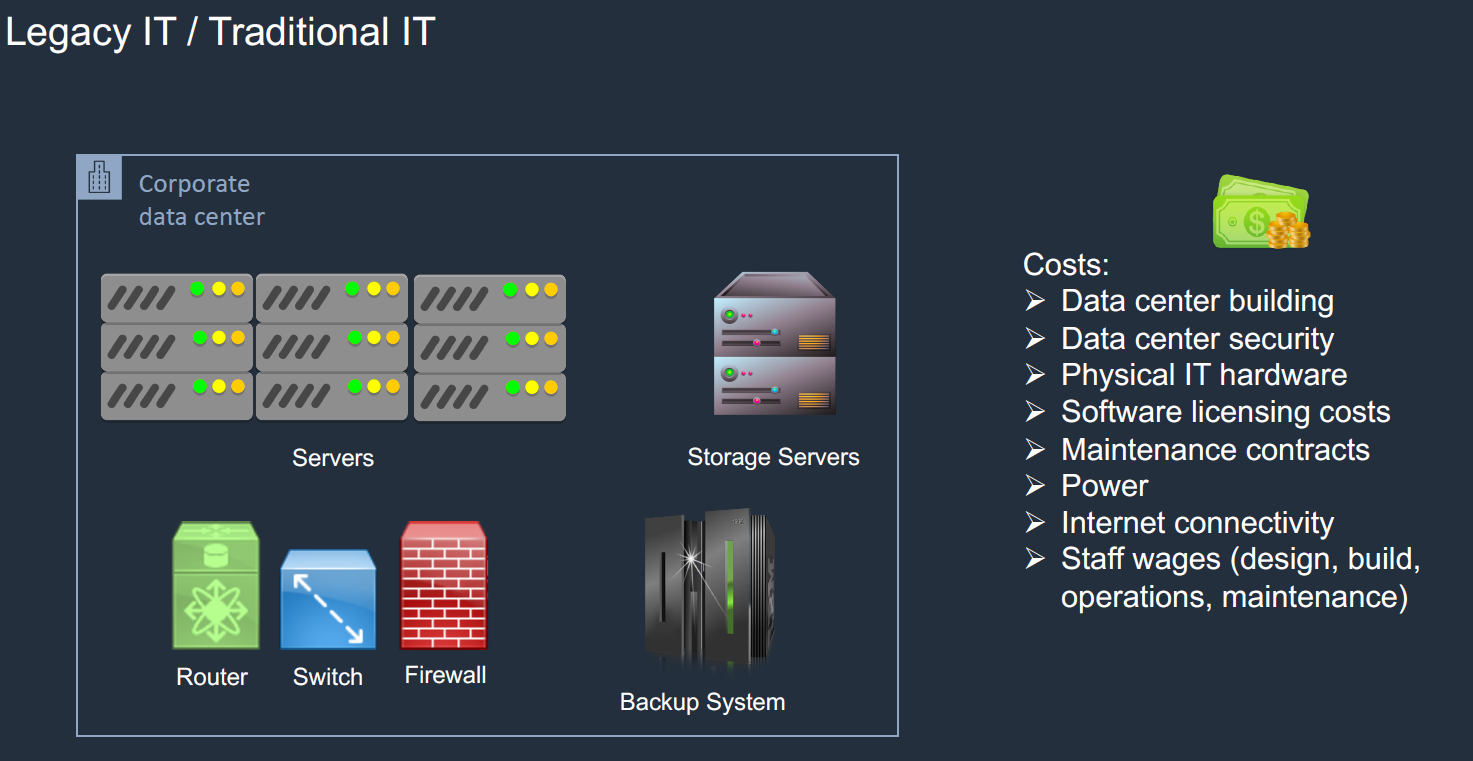 Legacy IT / Traditional IT
Corporate
data center
Servers
Storage Servers
Router
Switch
Firewall
Backup System
Costs:
➢ Data center building
➢ Data center security
➢ Physical IT hardware
➢ Software licensing costs
➢ Maintenance contracts
➢ Power
➢ Internet connectivity
➢ Staff wages (design, build,
operations, maintenance)